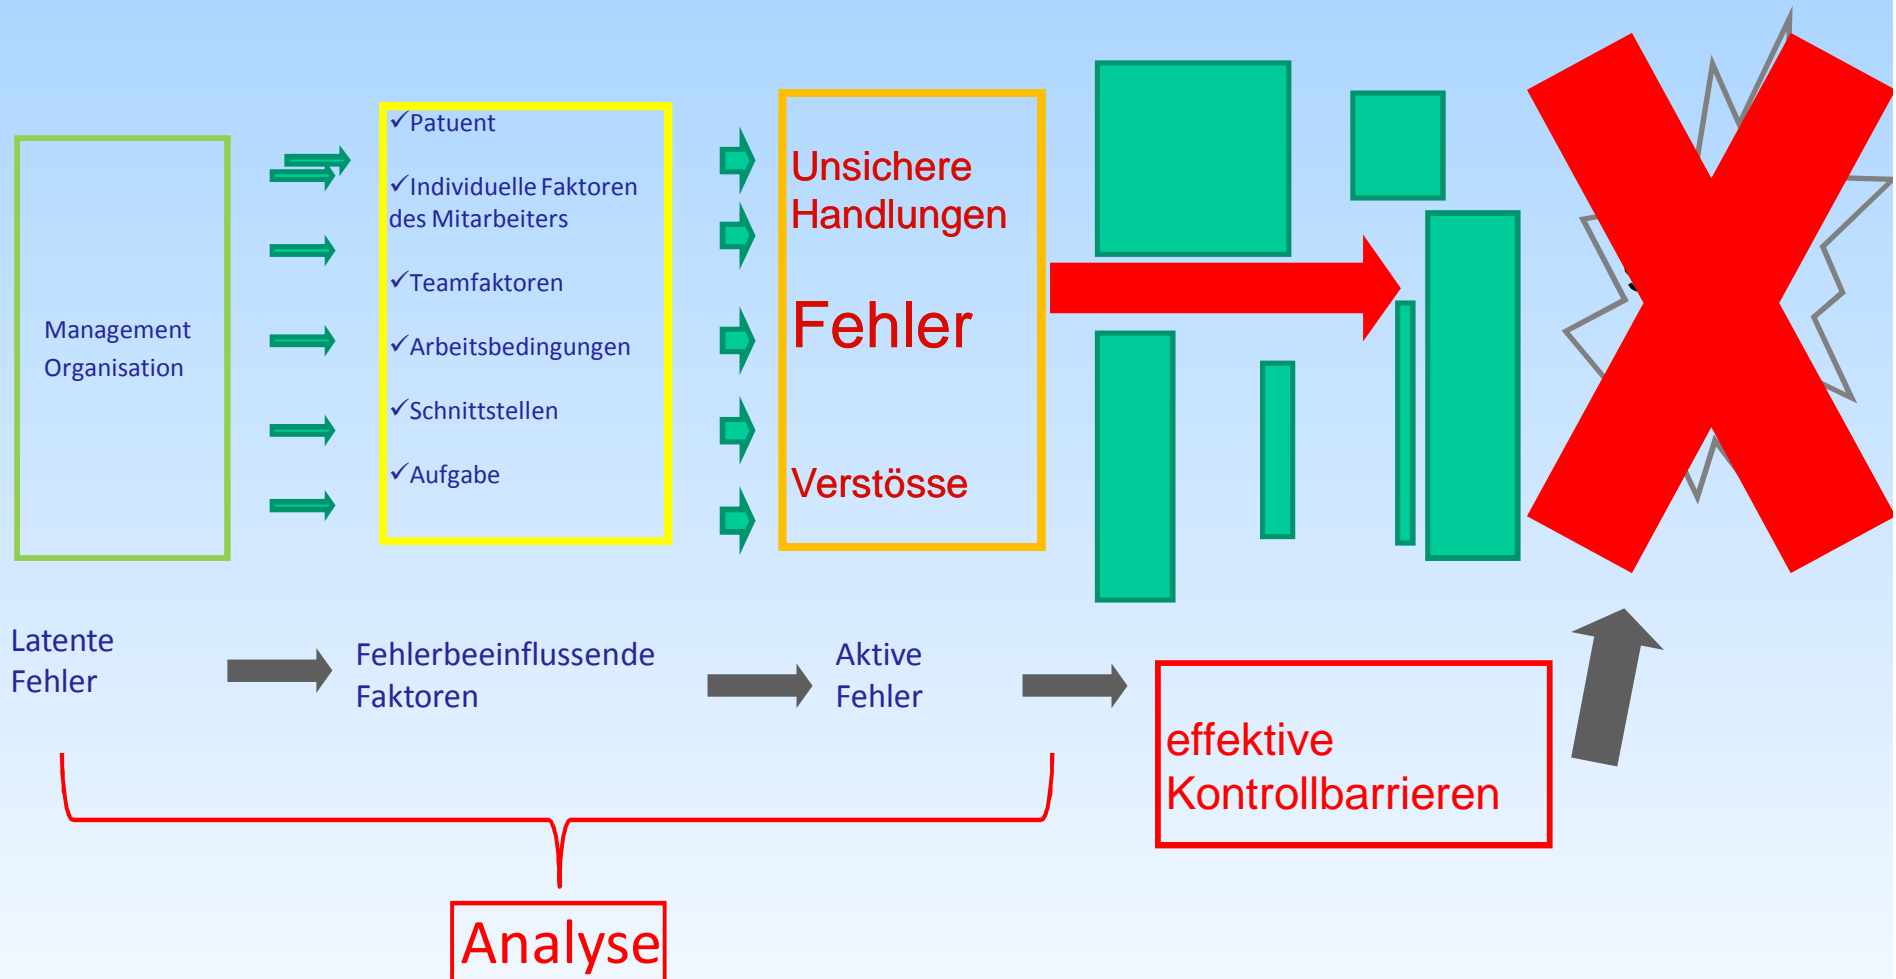 Management
Organisation
✓Patuent
✓Individuelle Faktoren
des Mitarbeiters
✓Teamfaktoren
✓Arbeitsbedingungen
✓Schnittstellen
✓Aufgabe
Unsichere
Handlungen
Fehler
Verstösse
Latente
Fehler
Fehlerbeeinflussende
Faktoren
Aktive
Fehler
effektive
Kontrollbarrieren
Analyse